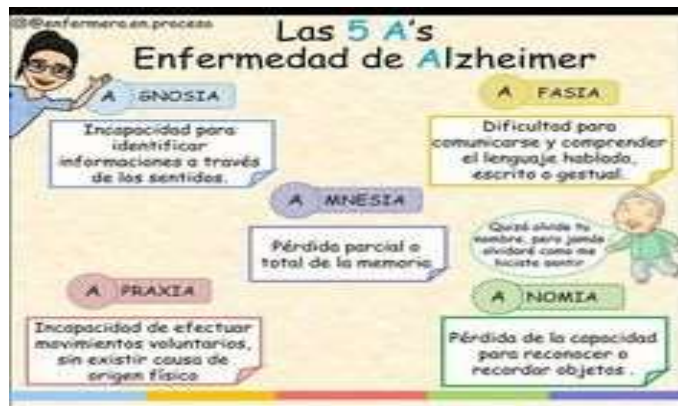 @enfermera.en.proceso
Las 5 A's
Enfermedad de Alzheimer
A GNOSIA
Incapacidad para
identificar
informaciones a través
de los sentidos.
A FASIA
Dificultad para
comunicarse y comprender
el lenguaje hablado,
escrito o gestual.
A MNESIA
Pérdida parcial o
total de la memoria
Quizá olvide tu
nombre, pero jamás
olvidaré como me
hiciste sentir
A PRAXIA
Incapacidad de efectuar
movimientos voluntarios,
sin existir causa de
origen físico
A NOMIA
Pérdida de la capacidad
para reconocer o
recordar objetos .